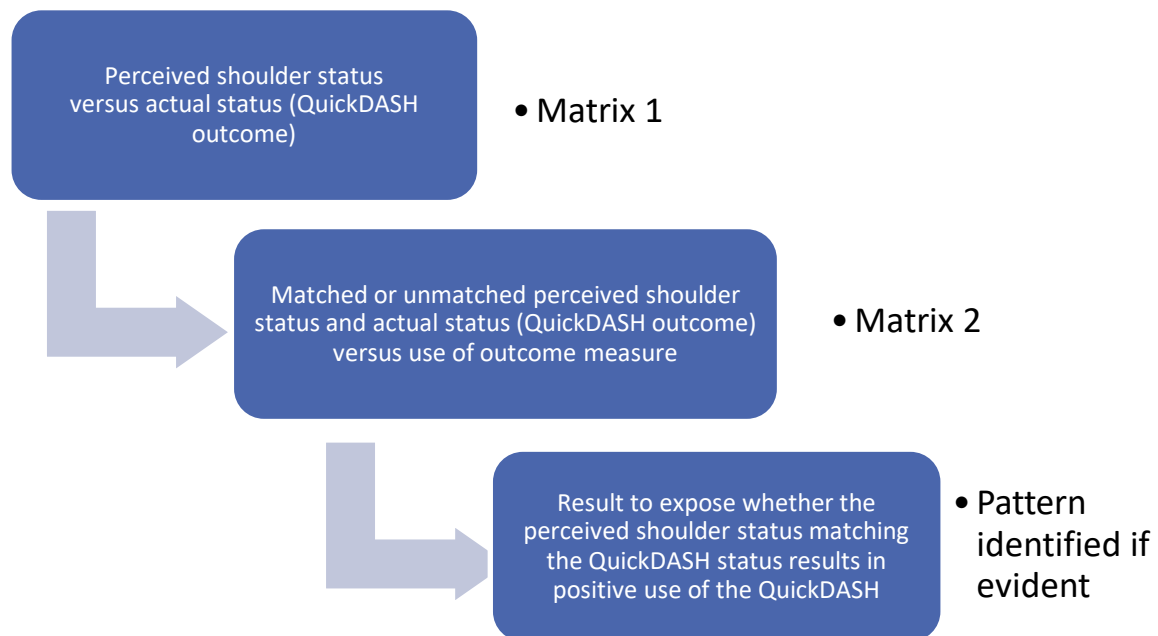 Perceived shoulder status
versus actual status (QuickDASH
outcome)
• Matrix 1
Matched or unmatched perceived shoulder
status and actual status (QuickDASH outcome)
versus use of outcome measure
• Matrix 2
Result to expose whether the
perceived shoulder status matching
the QuickDASH status results in
positive use of the QuickDASH
• Pattern
identified if
evident